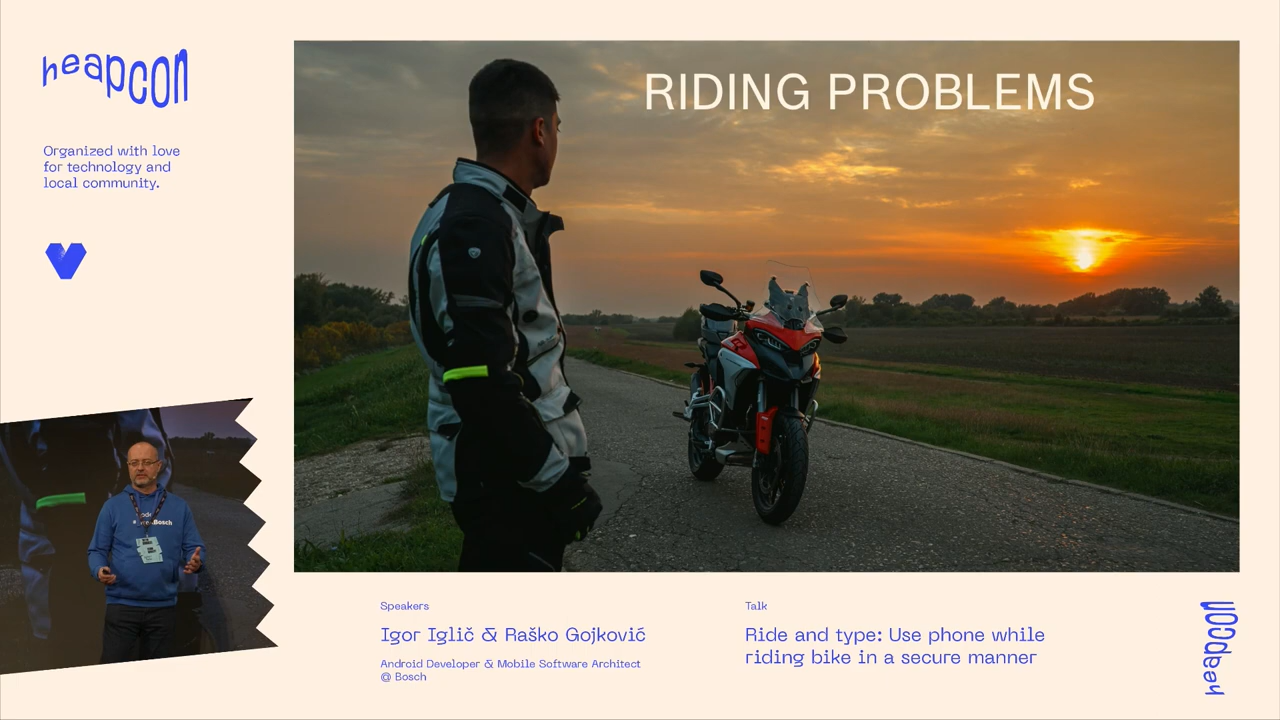 heapcon
Organized with love
for technology and
local community.
RIDING PROBLEMS
Bosch
Speakers
Igor Iglič & Raško Gojković
Android Developer & Mobile Software Architect
@ Bosch
Talk
Ride and type: Use phone while
riding bike in a secure manner
heapcon